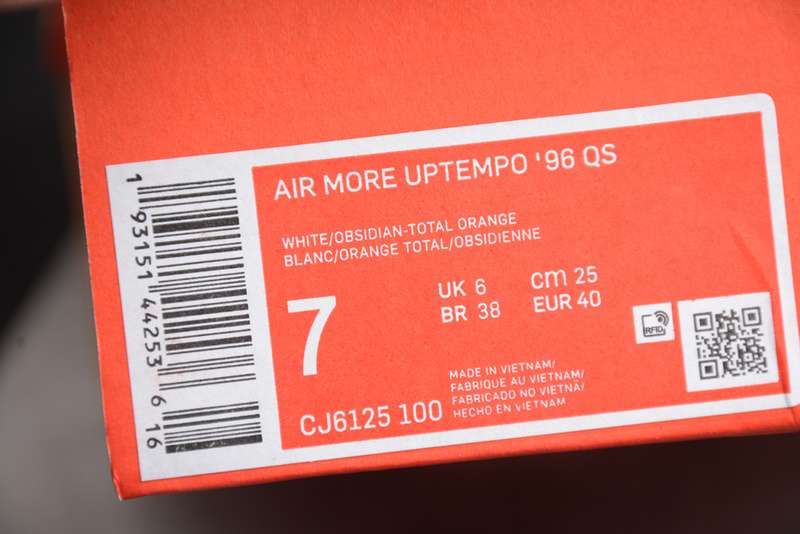 AIR MORE UPTEMPO '96 QS
WHITE/OBSIDIAN-TOTAL ORANGE
BLANC/ORANGE TOTAL/OBSIDIENNE
7
UK 6 CM 25
BR 38 EUR 40
RFID
CJ6125 100
MADE IN VIETNAM/
FABRIQUE AU VIETNAM/
FABRICADO NO VIETNÃ/
HECHO EN VIETNAM
1 93151 44253 6 16